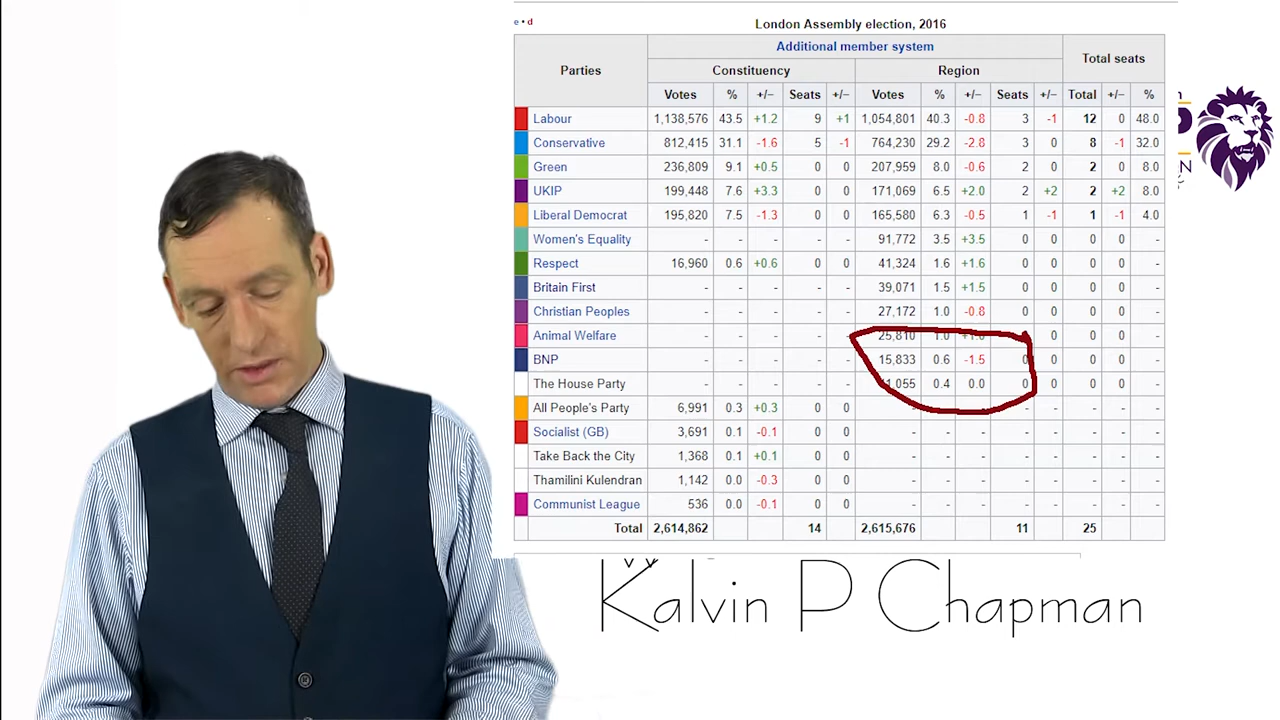 e • d
London Assembly election, 2016
Additional member system
Parties Constituency Region Total seats
Votes % +/– Seats +/– Votes % +/– Seats +/– Total +/– %
Labour 1,138,576 43.5 +1.2 9 +1 1,054,801 40.3 -0.8 3 -1 12 0 48.0
Conservative 812,415 31.1 -1.6 5 -1 764,230 29.2 -2.8 3 0 8 -1 32.0
Green 236,809 9.1 +0.5 0 0 207,959 8.0 -0.6 2 0 2 0 8.0
UKIP 199,448 7.6 +3.3 0 0 171,069 6.5 +2.0 2 +2 2 +2 8.0
Liberal Democrat 195,820 7.5 -1.3 0 0 165,580 6.3 -0.5 1 -1 1 -1 4.0
Women's Equality - - - - - 91,772 3.5 +3.5 0 0 0 0 -
Respect 16,960 0.6 +0.6 0 0 41,324 1.6 +1.6 0 0 0 0 -
Britain First - - - - - 39,071 1.5 +1.5 0 0 0 0 -
Christian Peoples - - - - - 27,172 1.0 -0.8 0 0 0 0 -
Animal Welfare - - - - - 25,810 1.0 0 0 0 -
BNP - - - - - 15,833 0.6 -1.5 0 0 0 0 -
The House Party - - - - - 0.4 0.0 0 0 0 0 -
All People's Party 6,991 0.3 +0.3 0 0 - - - - - - - -
Socialist (GB) 3,691 0.1 -0.1 0 0 - - - - - - - -
Take Back the City 1,368 0.1 +0.1 0 0 - - - - - - - -
Thamilini Kulendran 1,142 0.0 -0.3 0 0 - - - - - - - -
Communist League 536 0.0 -0.1 0 0 - - - - - - - -
Total 2,614,862 14 2,615,676 11 25
Kalvin P Chapman